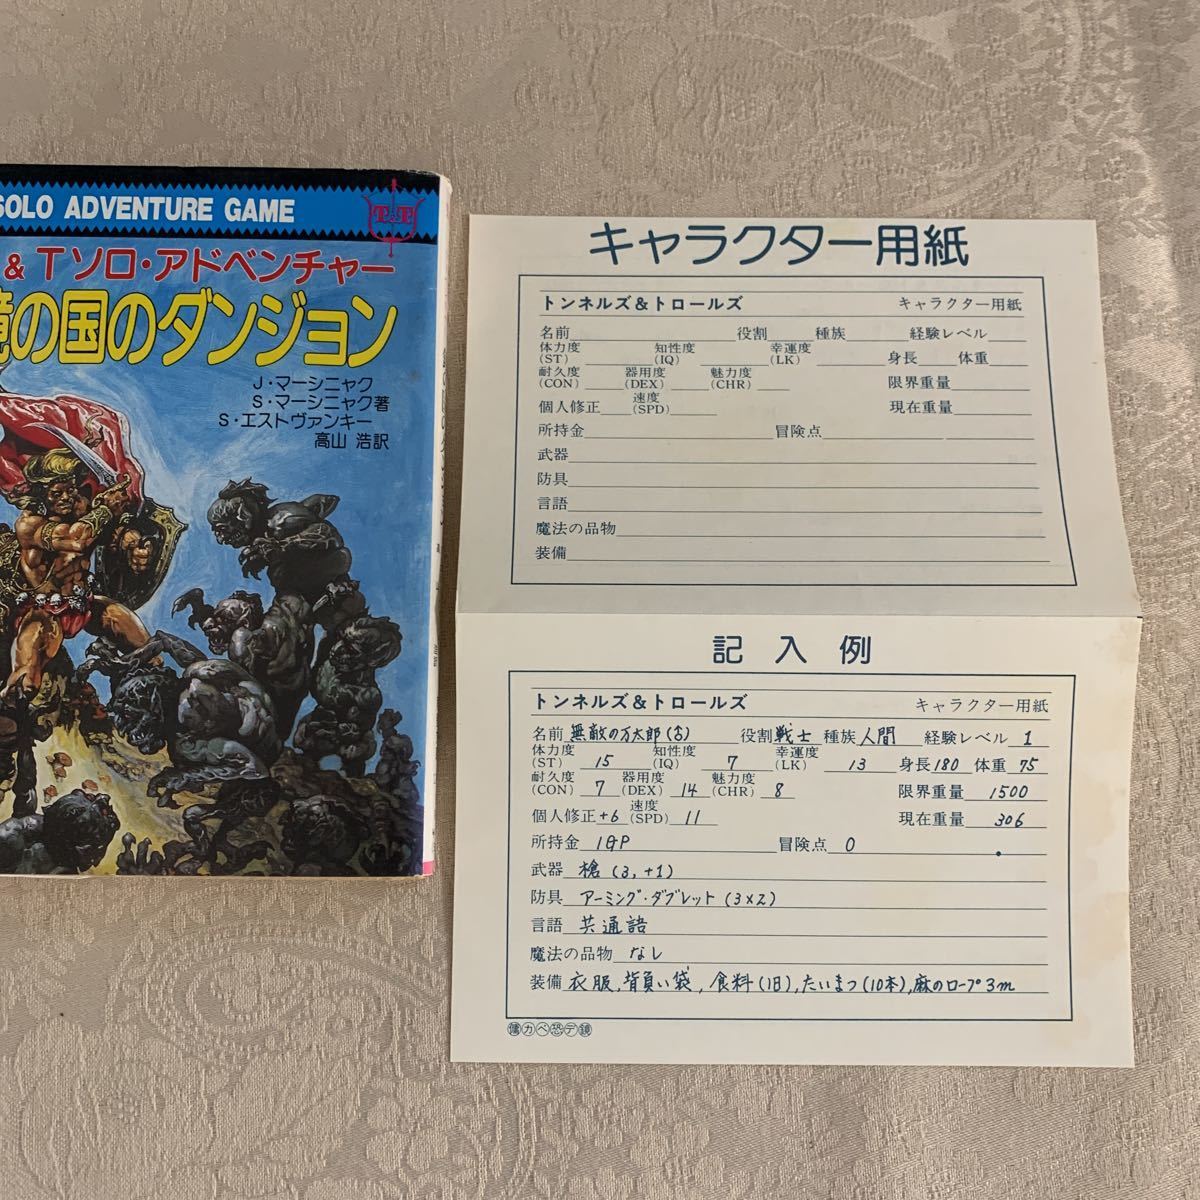 SOLO ADVENTURE GAME
T&T
&Tソロ・アドベンチャー
鏡の国のダンジョン
J・マーシニャク
S・マーシニャク著
S・エストヴァンキー
高山 浩訳
キャラクター用紙
トンネルズ&トロールズ キャラクター用紙
名前 役割 種族 経験レベル
体力度(ST) 知性度(IQ) 幸運度(LK) 身長 体重
耐久度(CON) 器用度(DEX) 魅力度(CHR) 限界重量
個人修正 速度(SPD) 現在重量
所持金 冒険点
武器
防具
言語
魔法の品物
装備
記入例
トンネルズ&トロールズ キャラクター用紙
名前 無敵の万太郎(♂) 役割 戦士 種族 人間 経験レベル 1
体力度(ST) 15 知性度(IQ) 7 幸運度(LK) 13 身長 180 体重 75
耐久度(CON) 7 器用度(DEX) 14 魅力度(CHR) 8 限界重量 1500
個人修正 +6 速度(SPD) 11 現在重量 306
所持金 1GP 冒険点 0
武器 槍(3,+1)
防具 アーミング・ダブレット(3×2)
言語 共通語
魔法の品物 なし
装備 衣服,背負い袋,食料(1日),たいまつ(10本),麻のロープ3m
カベ恐デ鏡